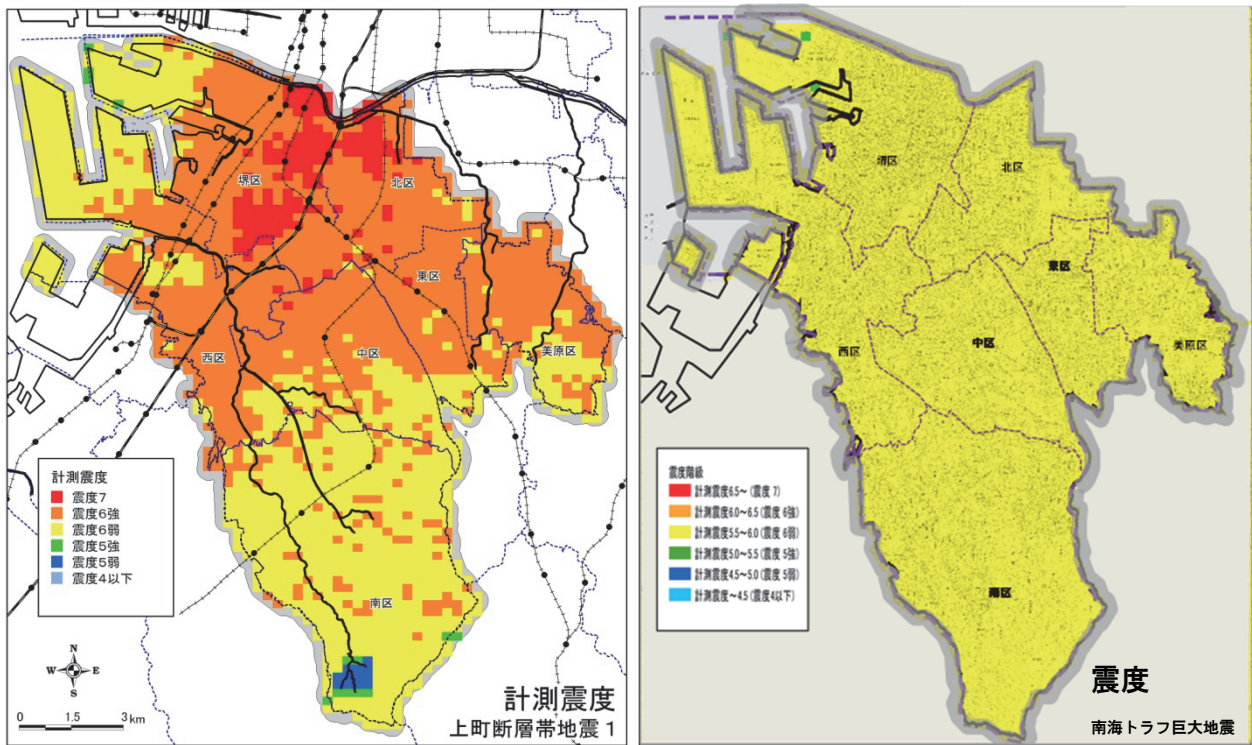 堺区
北区
東区
美原区
中区
西区
南区
計測震度
震度7
震度6強
震度6弱
震度5強
震度5弱
震度4以下
N
W E
S
0 1.5 3 km
計測震度
上町断層帯地震1
堺区
北区
東区
美原区
中区
西区
南区
震度階級
計測震度6.5~(震度 7)
計測震度6.0~6.5(震度 6強)
計測震度5.5~6.0(震度 6弱)
計測震度5.0~5.5(震度 5強)
計測震度4.5~5.0(震度 5弱)
計測震度~4.5(震度4以下)
震度
南海トラフ巨大地震